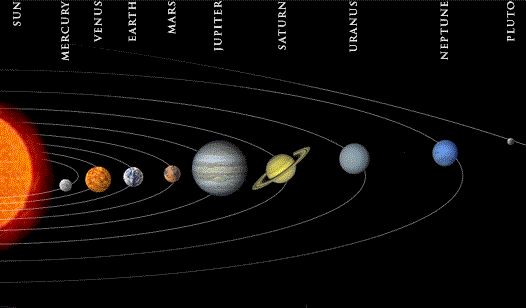 SUN
MERCURY
VENUS
EARTH
MARS
JUPITER
SATURN
URANUS
NEPTUNE
PLUTO